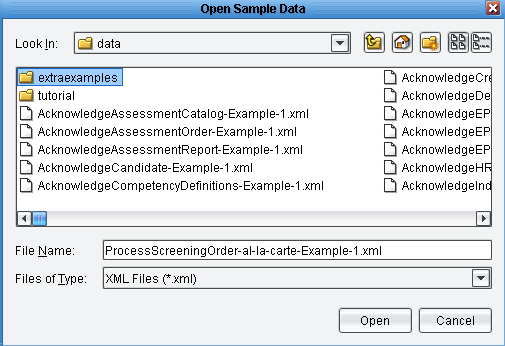 Open Sample Data
Look In: data
extraexamples
tutorial
AcknowledgeAssessmentCatalog-Example-1.xml
AcknowledgeAssessmentOrder-Example-1.xml
AcknowledgeAssessmentReport-Example-1.xml
AcknowledgeCandidate-Example-1.xml
AcknowledgeCompetencyDefinitions-Example-1.xml
AcknowledgeCre
AcknowledgeDe
AcknowledgeEP
AcknowledgeEP
AcknowledgeEP
AcknowledgeHR
AcknowledgeInd
File Name: ProcessScreeningOrder-al-la-carte-Example-1.xml
Files of Type: XML Files (*.xml)
Open Cancel